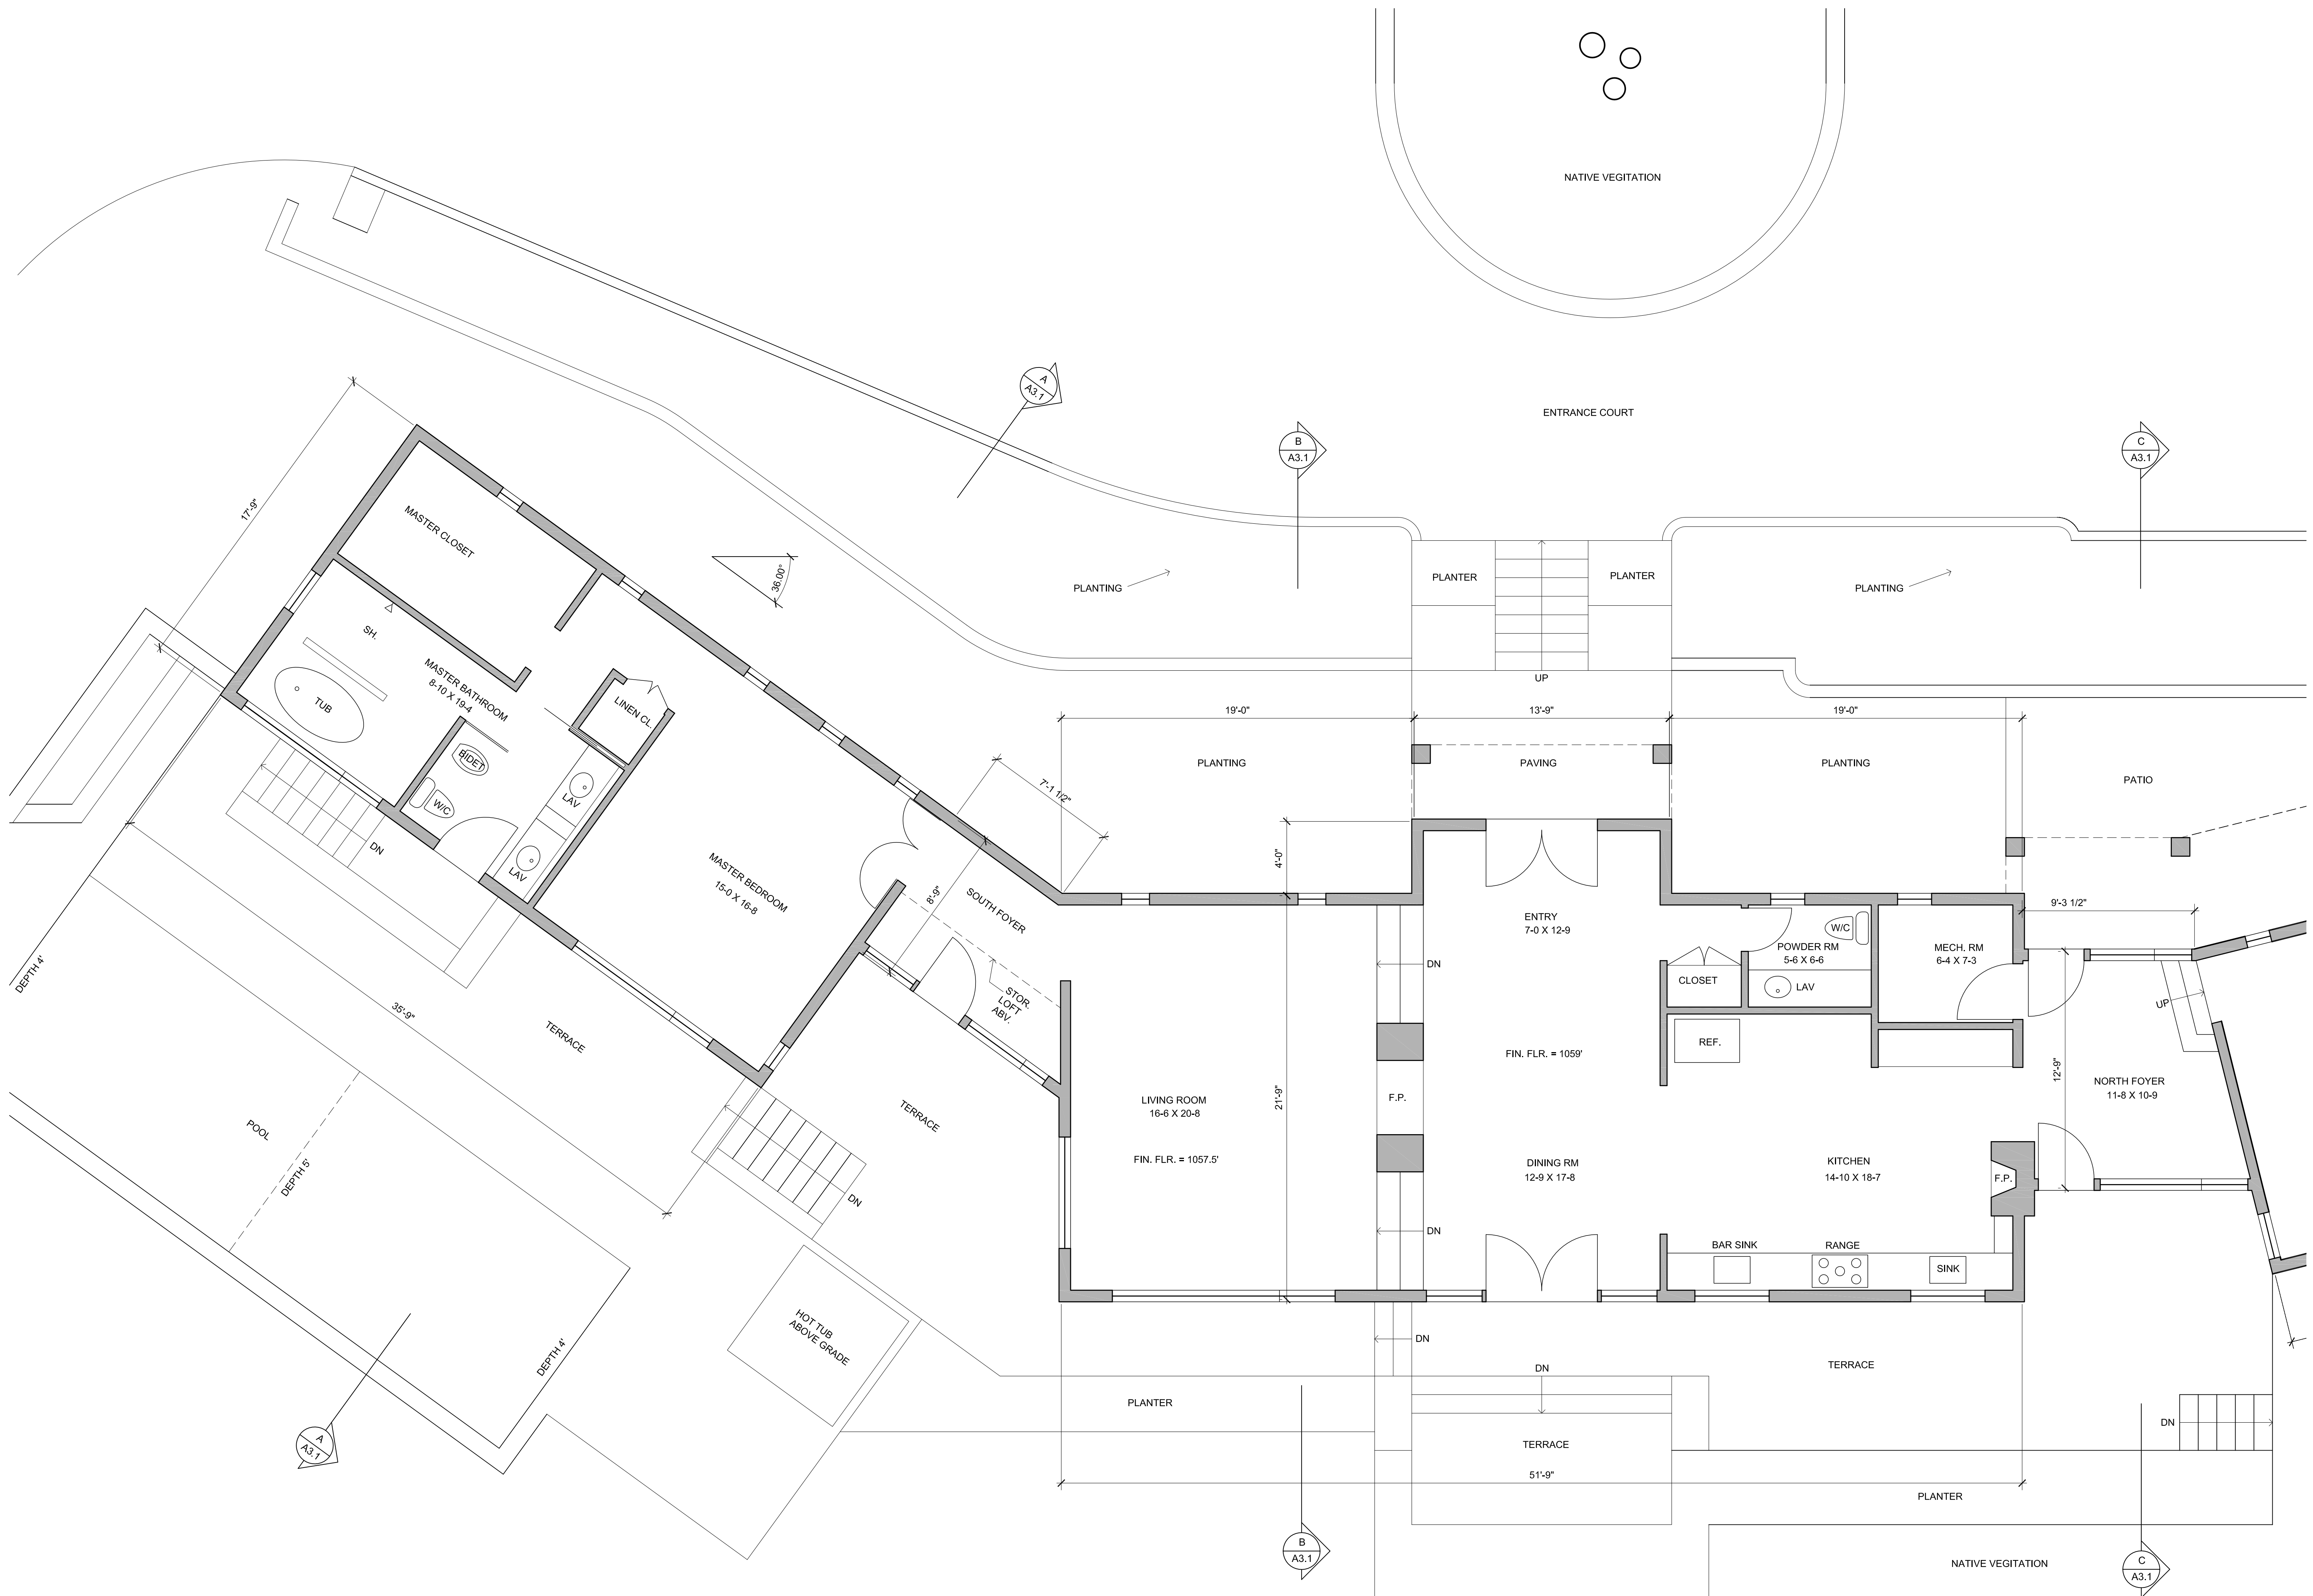 NATIVE VEGITATION
A
A3.1
ENTRANCE COURT
B
A3.1
C
A3.1
17'-9"
MASTER CLOSET
36.00°
PLANTING
PLANTER
PLANTER
PLANTING
SH.
MASTER BATHROOM
8-10 X 19-4
TUB
LINEN CL.
UP
19'-0"
13'-9"
19'-0"
BIDET
W/C
LAV
LAV
DN
PLANTING
PAVING
PLANTING
PATIO
7'-1 1/2"
4'-0"
MASTER BEDROOM
15-0 X 16-8
8'-9"
SOUTH FOYER
STOR.
LOFT
ABV.
ENTRY
7-0 X 12-9
DN
W/C
POWDER RM
5-6 X 6-6
LAV
CLOSET
MECH. RM
6-4 X 7-3
9'-3 1/2"
UP
DEPTH 4'
35'-9"
TERRACE
REF.
FIN. FLR. = 1059'
12'-9"
NORTH FOYER
11-8 X 10-9
LIVING ROOM
16-6 X 20-8
21'-9"
F.P.
TERRACE
POOL
DEPTH 5'
FIN. FLR. = 1057.5'
DINING RM
12-9 X 17-8
KITCHEN
14-10 X 18-7
F.P.
DN
DN
BAR SINK
RANGE
SINK
HOT TUB
ABOVE GRADE
DEPTH 4'
DN
DN
TERRACE
PLANTER
DN
A
A3.1
TERRACE
51'-9"
PLANTER
B
A3.1
NATIVE VEGITATION
C
A3.1